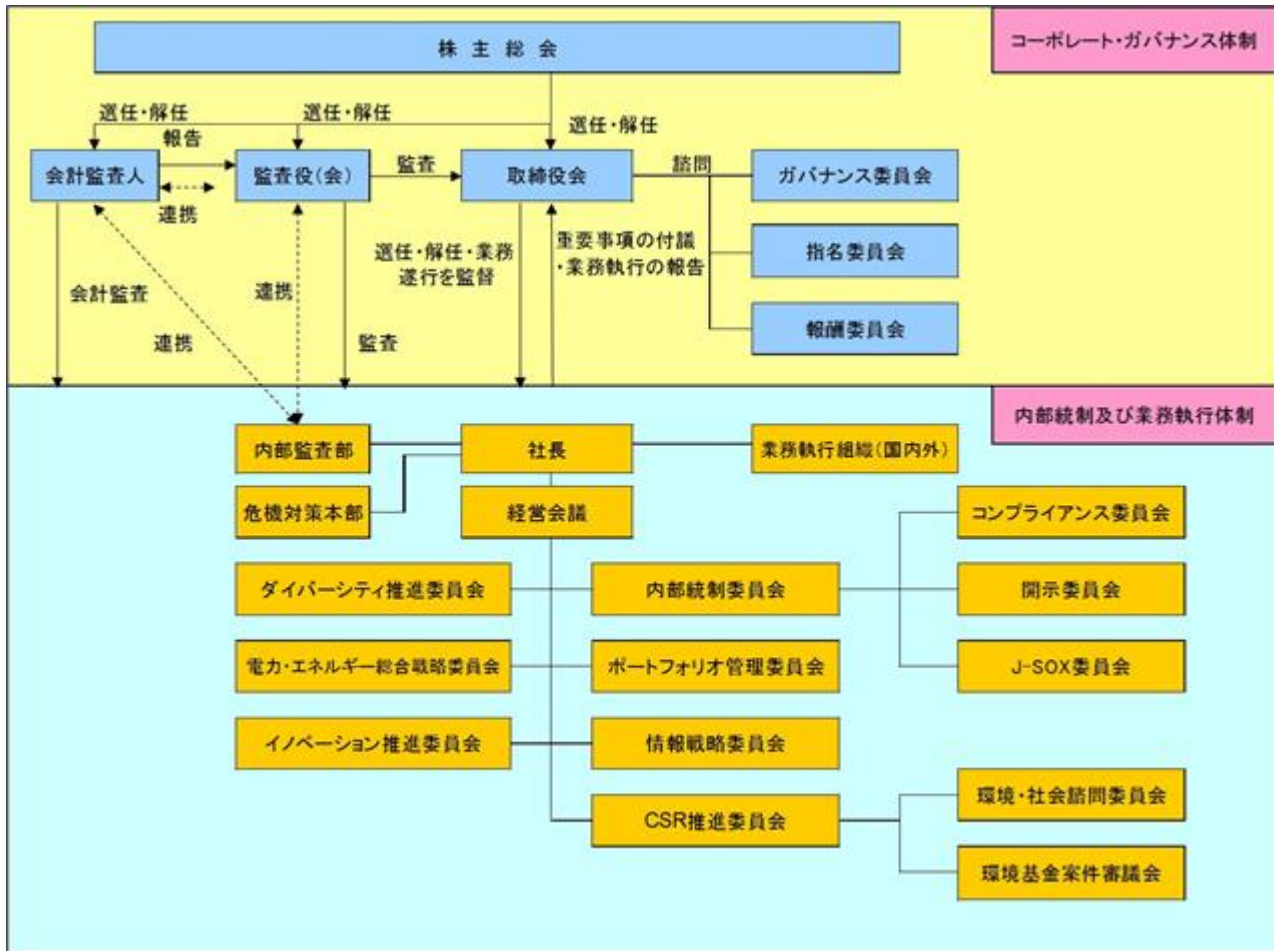 株主総会
コーポレート・ガバナンス体制
選任・解任
選任・解任
選任・解任
報告
会計監査人
監査役(会)
監査
取締役会
諮問
ガバナンス委員会
連携
選任・解任・業務
遂行を監督
重要事項の付議
・業務執行の報告
指名委員会
会計監査
連携
連携
監査
報酬委員会
内部統制及び業務執行体制
内部監査部
社長
業務執行組織(国内外)
危機対策本部
経営会議
コンプライアンス委員会
ダイバーシティ推進委員会
内部統制委員会
開示委員会
電力・エネルギー総合戦略委員会
ポートフォリオ管理委員会
J-SOX委員会
イノベーション推進委員会
情報戦略委員会
環境・社会諮問委員会
CSR推進委員会
環境基金案件審議会